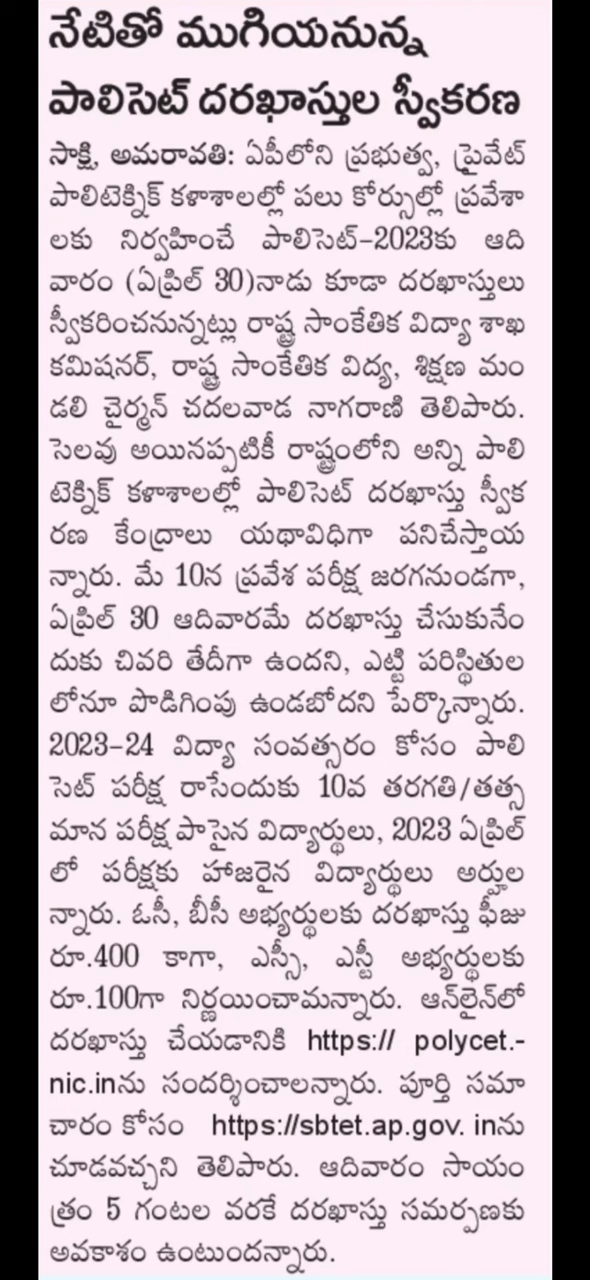 నేటితో ముగియనున్న
పాలిసెట్ దరఖాస్తుల స్వీకరణ
సాక్షి, అమరావతి: ఏపీలోని ప్రభుత్వ, ప్రైవేట్
పాలిటెక్నిక్ కళాశాలల్లో పలు కోర్సుల్లో ప్రవేశా
లకు నిర్వహించే పాలిసెట్-2023కు ఆది
వారం (ఏప్రిల్ 30)నాడు కూడా దరఖాస్తులు
స్వీకరించనున్నట్లు రాష్ట్ర సాంకేతిక విద్యా శాఖ
కమిషనర్, రాష్ట్ర సాంకేతిక విద్య, శిక్షణ మం
డలి చైర్మన్ చదలవాడ నాగరాణి తెలిపారు.
సెలవు అయినప్పటికీ రాష్ట్రంలోని అన్ని పాలి
టెక్నిక్ కళాశాలల్లో పాలిసెట్ దరఖాస్తు స్వీక
రణ కేంద్రాలు యథావిధిగా పనిచేస్తాయ
న్నారు. మే 10న ప్రవేశ పరీక్ష జరగనుండగా,
ఏప్రిల్ 30 ఆదివారమే దరఖాస్తు చేసుకునేం
దుకు చివరి తేదీగా ఉందని, ఎట్టి పరిస్థితుల
లోనూ పొడిగింపు ఉండబోదని పేర్కొన్నారు.
2023-24 విద్యా సంవత్సరం కోసం పాలి
సెట్ పరీక్ష రాసేందుకు 10వ తరగతి/తత్స
మాన పరీక్ష పాసైన విద్యార్థులు, 2023 ఏప్రిల్
లో పరీక్షకు హాజరైన విద్యార్థులు అర్హుల
న్నారు. ఓసీ, బీసీ అభ్యర్థులకు దరఖాస్తు ఫీజు
రూ.400 కాగా, ఎస్సీ, ఎస్టీ అభ్యర్థులకు
రూ.100గా నిర్ణయించామన్నారు. ఆన్‌లైన్‌లో
దరఖాస్తు చేయడానికి https:// polycet.-
nic.inను సందర్శించాలన్నారు. పూర్తి సమా
చారం కోసం https://sbtet.ap.gov. inను
చూడవచ్చని తెలిపారు. ఆదివారం సాయం
త్రం 5 గంటల వరకే దరఖాస్తు సమర్పణకు
అవకాశం ఉంటుందన్నారు.